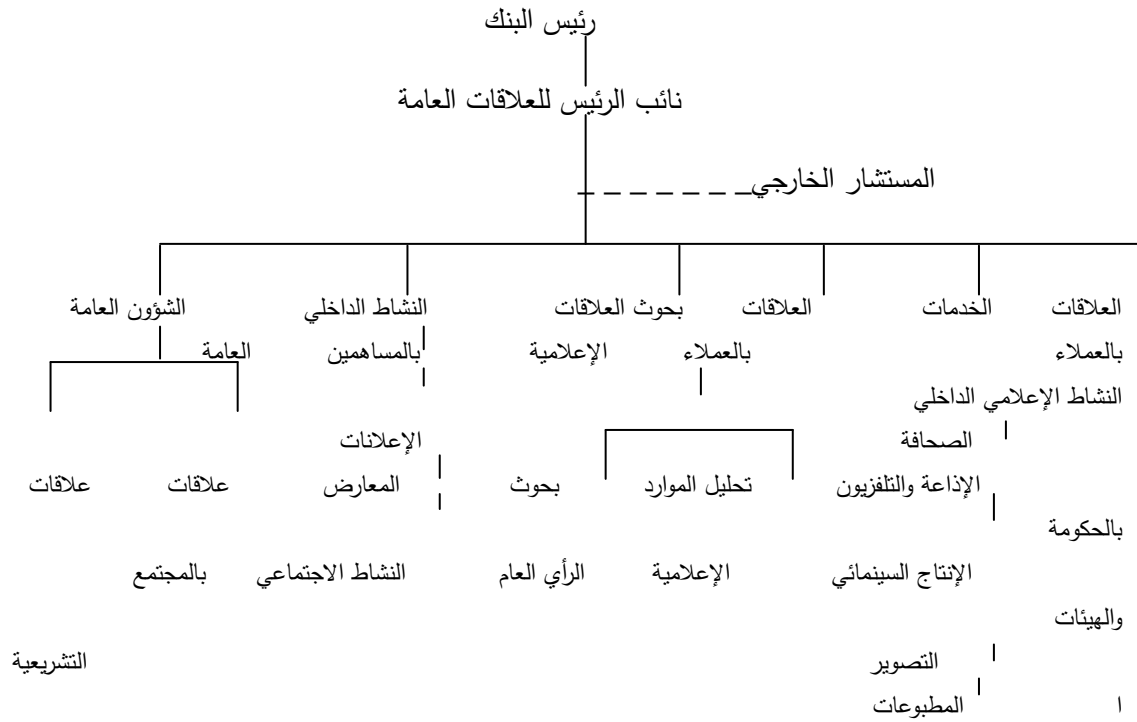 رئيس البنك
نائب الرئيس للعلاقات العامة
المستشار الخارجي
العلاقات الخدمات العلاقات بحوث العلاقات النشاط الداخلي الشؤون العامة
بالعملاء بالعملاء الإعلامية بالمساهمين العامة
النشاط الإعلامي الداخلي
الصحافة الإعلانات
الإذاعة والتلفزيون تحليل الموارد بحوث المعارض علاقات علاقات
بالحكومة
الإنتاج السينمائي الإعلامية الرأي العام النشاط الاجتماعي بالمجتمع
والهيئات
التصوير التشريعية
ا المطبوعات